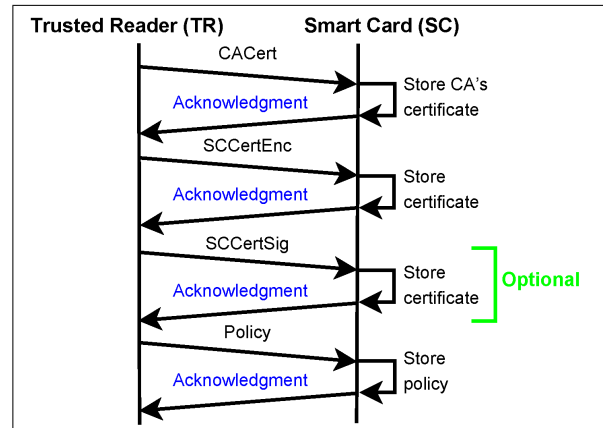 Trusted Reader (TR) Smart Card (SC)
CACert
Store CA's
certificate
Acknowledgment
SCCertEnc
Store
certificate
Acknowledgment
SCCertSig
Store
certificate
Optional
Acknowledgment
Policy
Store
policy
Acknowledgment